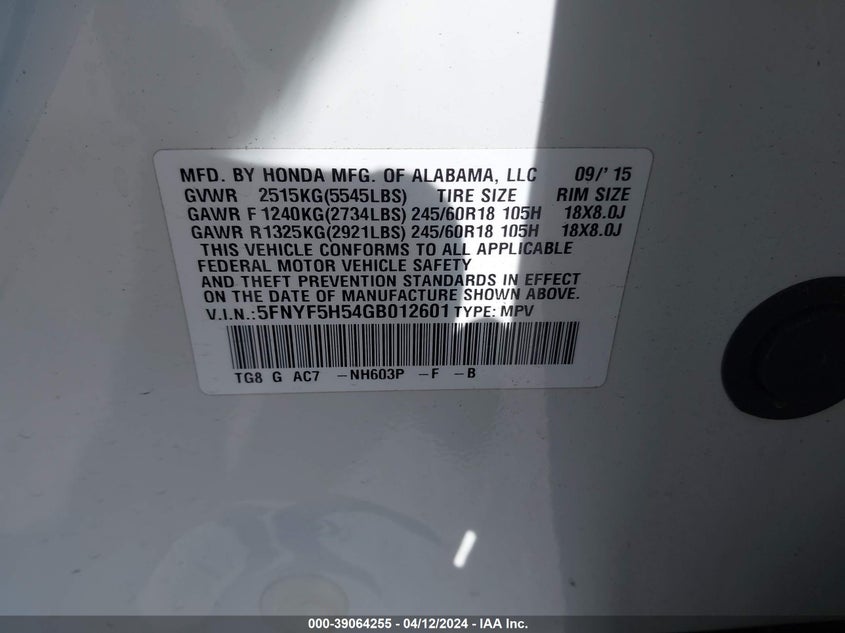 MFD. BY HONDA MFG. OF ALABAMA, LLC 09/'15
GVWR 2515KG(5545LBS) TIRE SIZE RIM SIZE
GAWR F 1240KG(2734LBS) 245/60R18 105H 18X8.0J
GAWR R1325KG(2921LBS) 245/60R18 105H 18X8.0J
THIS VEHICLE CONFORMS TO ALL APPLICABLE
FEDERAL MOTOR VEHICLE SAFETY
AND THEFT PREVENTION STANDARDS IN EFFECT
ON THE DATE OF MANUFACTURE SHOWN ABOVE.
V.I.N.:5FNYF5H54GB012601 TYPE: MPV
TG8 G AC7 -NH603P -F -B
000-39064255 - 04/12/2024 - IAA Inc.